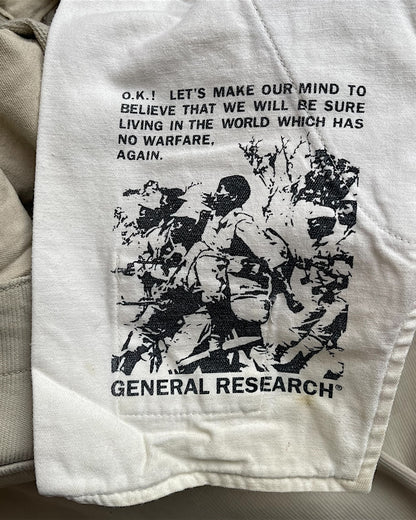 O.K.! LET'S MAKE OUR MIND TO
BELIEVE THAT WE WILL BE SURE
LIVING IN THE WORLD WHICH HAS
NO WARFARE,
AGAIN.
GENERAL RESEARCH®